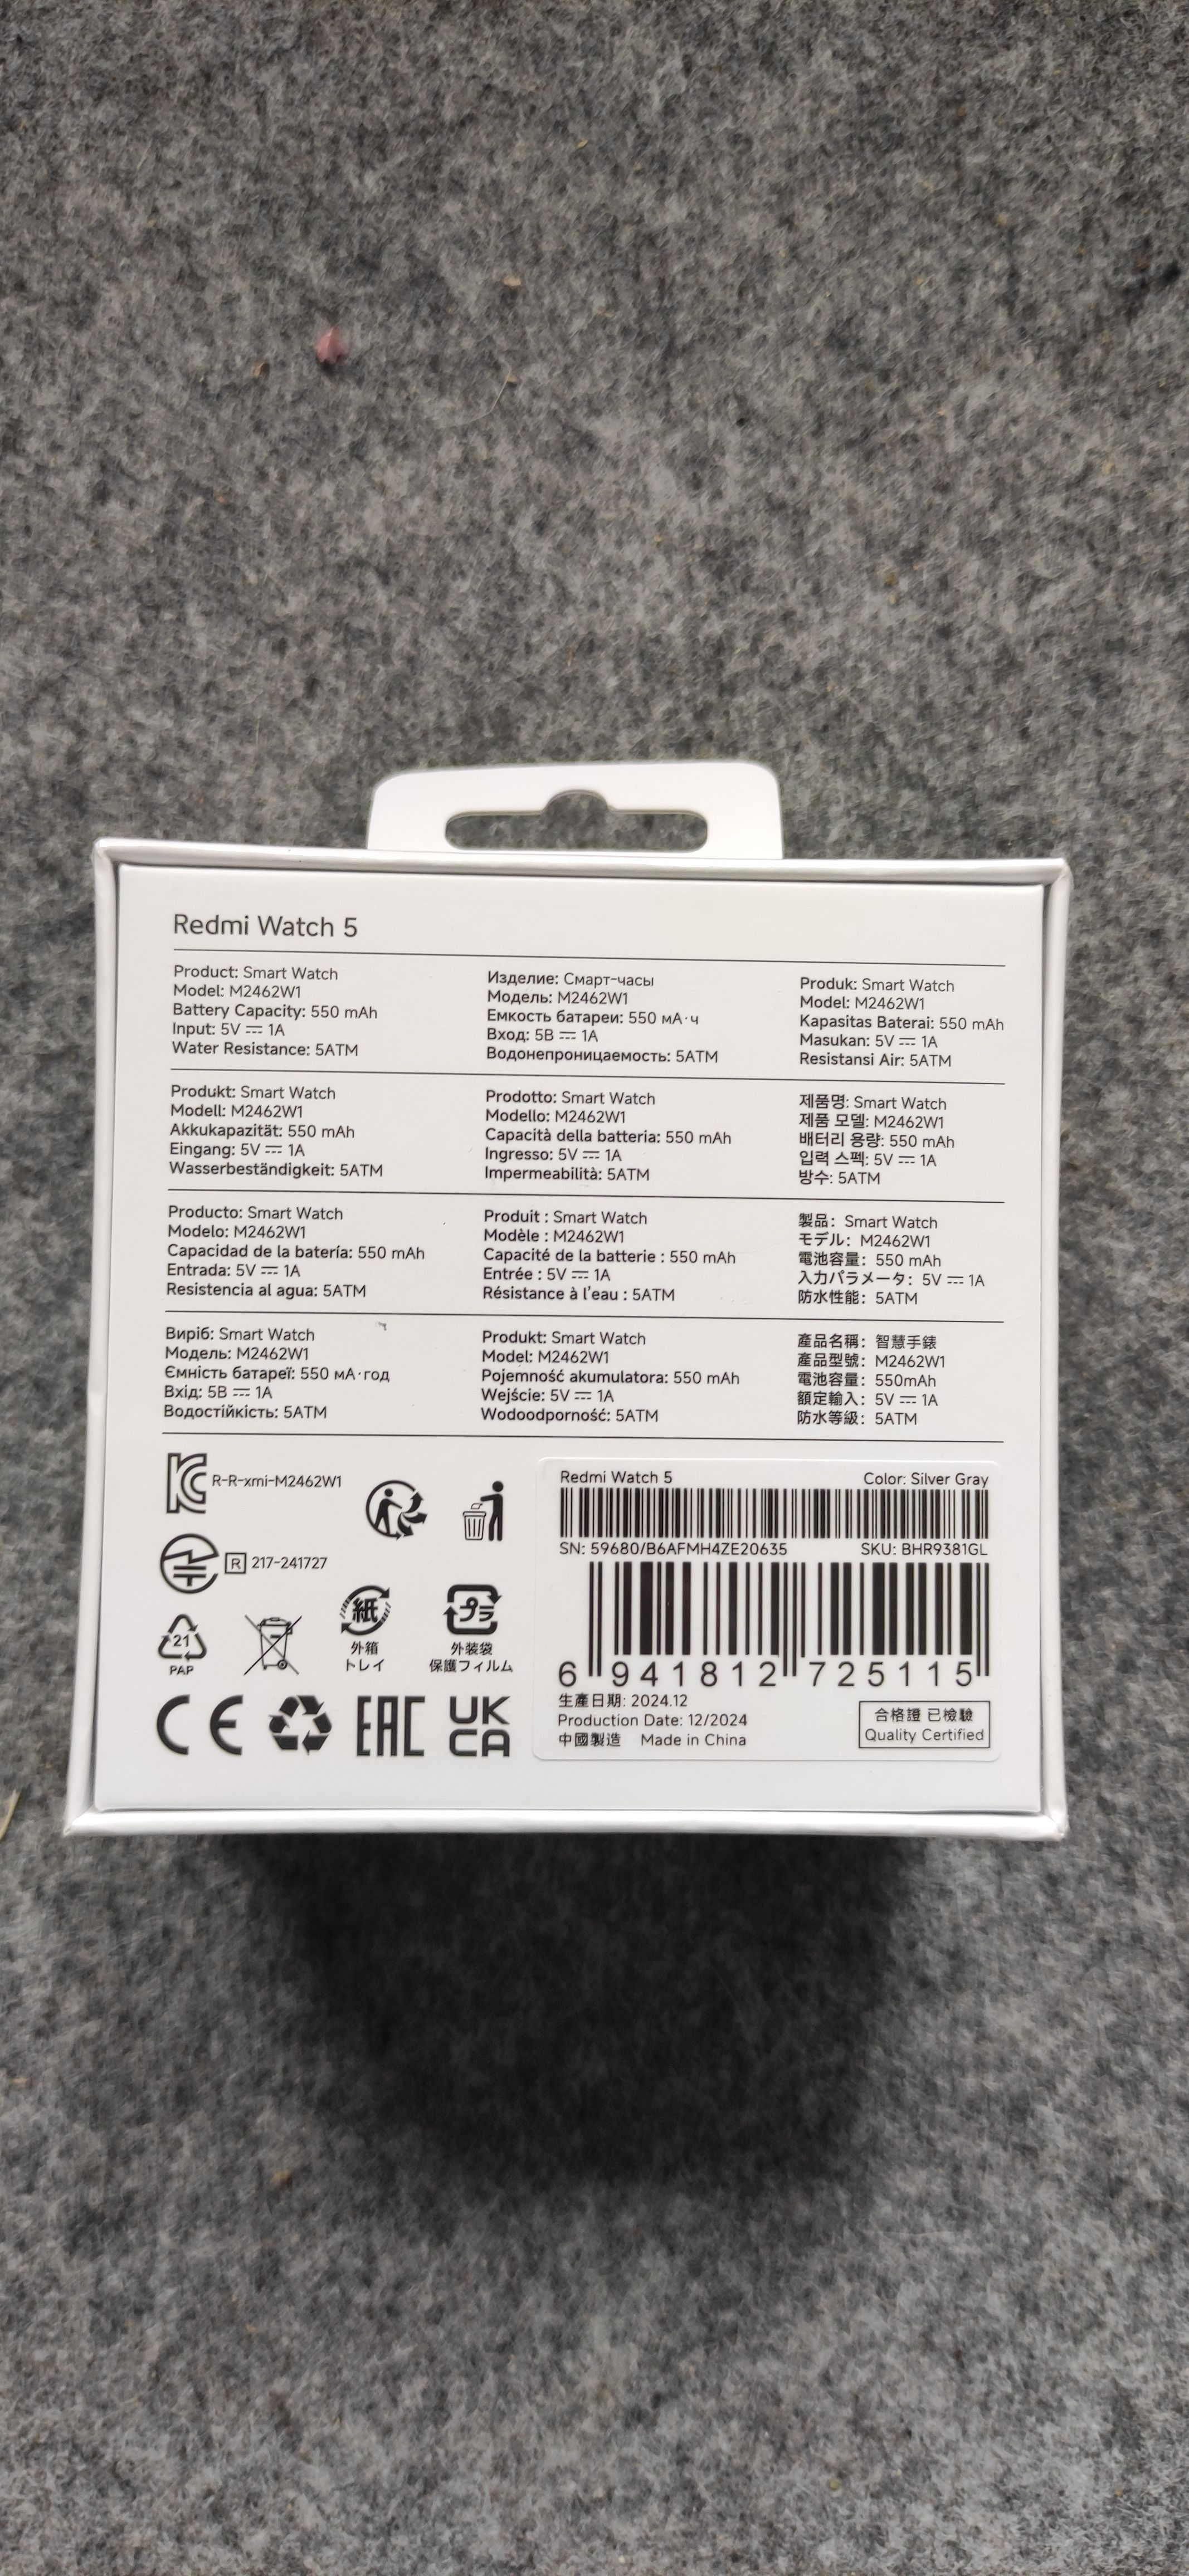 Redmi Watch 5
Product: Smart Watch
Model: M2462W1
Battery Capacity: 550 mAh
Input: 5V ⎓ 1A
Water Resistance: 5ATM
Изделие: Смарт-часы
Модель: M2462W1
Емкость батареи: 550 мА·ч
Вход: 5В ⎓ 1A
Водонепроницаемость: 5ATM
Produk: Smart Watch
Model: M2462W1
Kapasitas Baterai: 550 mAh
Masukan: 5V ⎓ 1A
Resistansi Air: 5ATM
Produkt: Smart Watch
Modell: M2462W1
Akkukapazität: 550 mAh
Eingang: 5V ⎓ 1A
Wasserbeständigkeit: 5ATM
Prodotto: Smart Watch
Modello: M2462W1
Capacità della batteria: 550 mAh
Ingresso: 5V ⎓ 1A
Impermeabilità: 5ATM
제품명: Smart Watch
제품 모델: M2462W1
배터리 용량: 550 mAh
입력 스펙: 5V ⎓ 1A
방수: 5ATM
Producto: Smart Watch
Modelo: M2462W1
Capacidad de la batería: 550 mAh
Entrada: 5V ⎓ 1A
Resistencia al agua: 5ATM
Produit : Smart Watch
Modèle : M2462W1
Capacité de la batterie : 550 mAh
Entrée : 5V ⎓ 1A
Résistance à l'eau : 5ATM
製品：Smart Watch
モデル：M2462W1
電池容量：550 mAh
入力パラメータ：5V ⎓ 1A
防水性能：5ATM
Виріб: Smart Watch
Модель: M2462W1
Ємність батареї: 550 мА·год
Вхід: 5В ⎓ 1A
Водостійкість: 5ATM
Produkt: Smart Watch
Model: M2462W1
Pojemność akumulatora: 550 mAh
Wejście: 5V ⎓ 1A
Wodoodporność: 5ATM
產品名稱：智慧手錶
產品型號：M2462W1
電池容量：550mAh
額定輸入：5V ⎓ 1A
防水等級：5ATM
R-R-xmi-M2462W1
R 217-241727
21
PAP
紙
外箱
トレイ
プラ
外装袋
保護フィルム
CE
EAC
UK
CA
Redmi Watch 5 Color: Silver Gray
SN: 59680/B6AFMH4ZE20635 SKU: BHR9381GL
6 941812 725115
生產日期: 2024.12
Production Date: 12/2024
中國製造 Made in China
合格證 已檢驗
Quality Certified